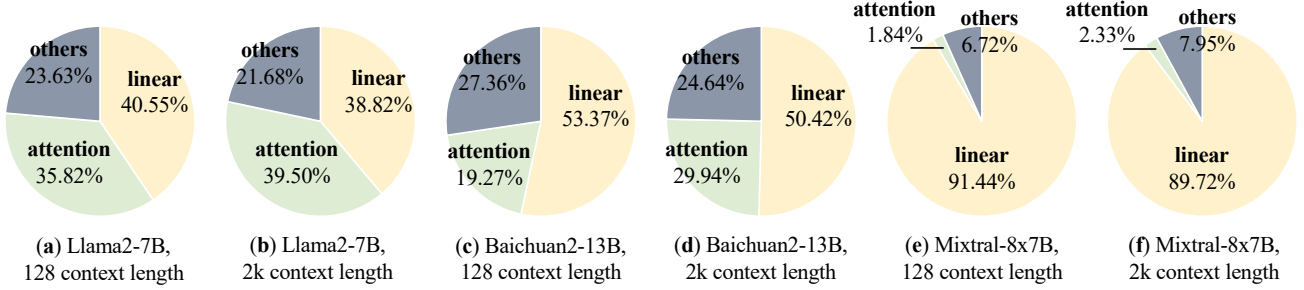 others
23.63%
linear
40.55%
attention
35.82%
(a) Llama2-7B,
128 context length
others
21.68%
linear
38.82%
attention
39.50%
(b) Llama2-7B,
2k context length
others
27.36%
linear
53.37%
attention
19.27%
(c) Baichuan2-13B,
128 context length
others
24.64%
linear
50.42%
attention
29.94%
(d) Baichuan2-13B,
2k context length
attention
1.84%
others
6.72%
linear
91.44%
(e) Mixtral-8x7B,
128 context length
attention
2.33%
others
7.95%
linear
89.72%
(f) Mixtral-8x7B,
2k context length